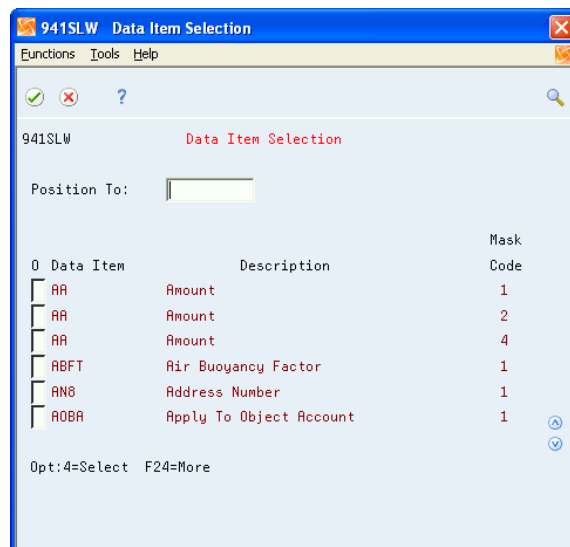 941SLW Data Item Selection
Functions Tools Help
?
941SLW Data Item Selection
Position To:
Mask
O Data Item Description Code
AA Amount 1
AA Amount 2
AA Amount 4
ABFT Air Buoyancy Factor 1
AN8 Address Number 1
AOBA Apply To Object Account 1
Opt:4=Select F24=More